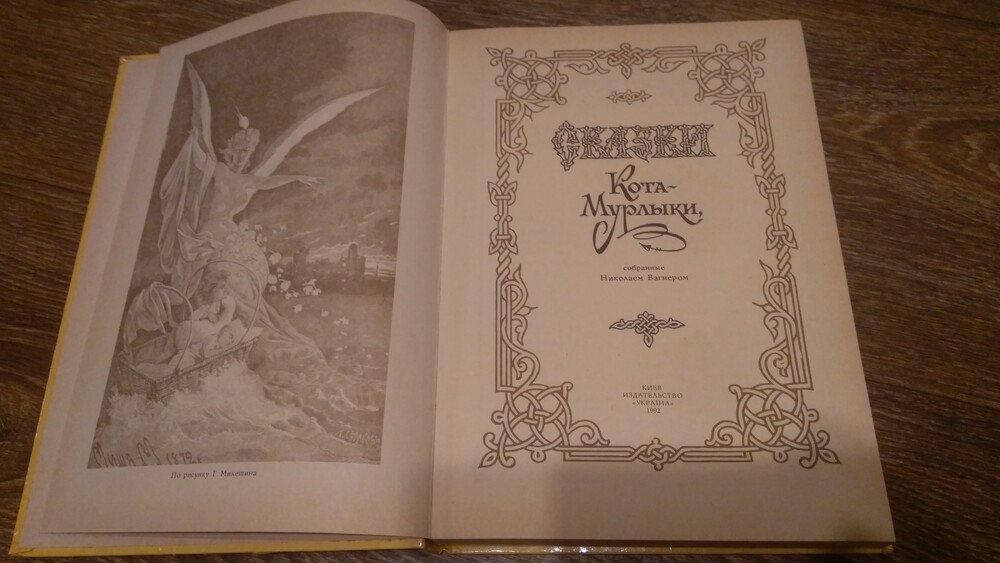 По рисунку Г. Микешина
СКАЗКИ
Кота-
Мурлыки,
собранные
Николаем Вагнером
КИЕВ
ИЗДАТЕЛЬСТВО
«УКРАЇНА»
1992